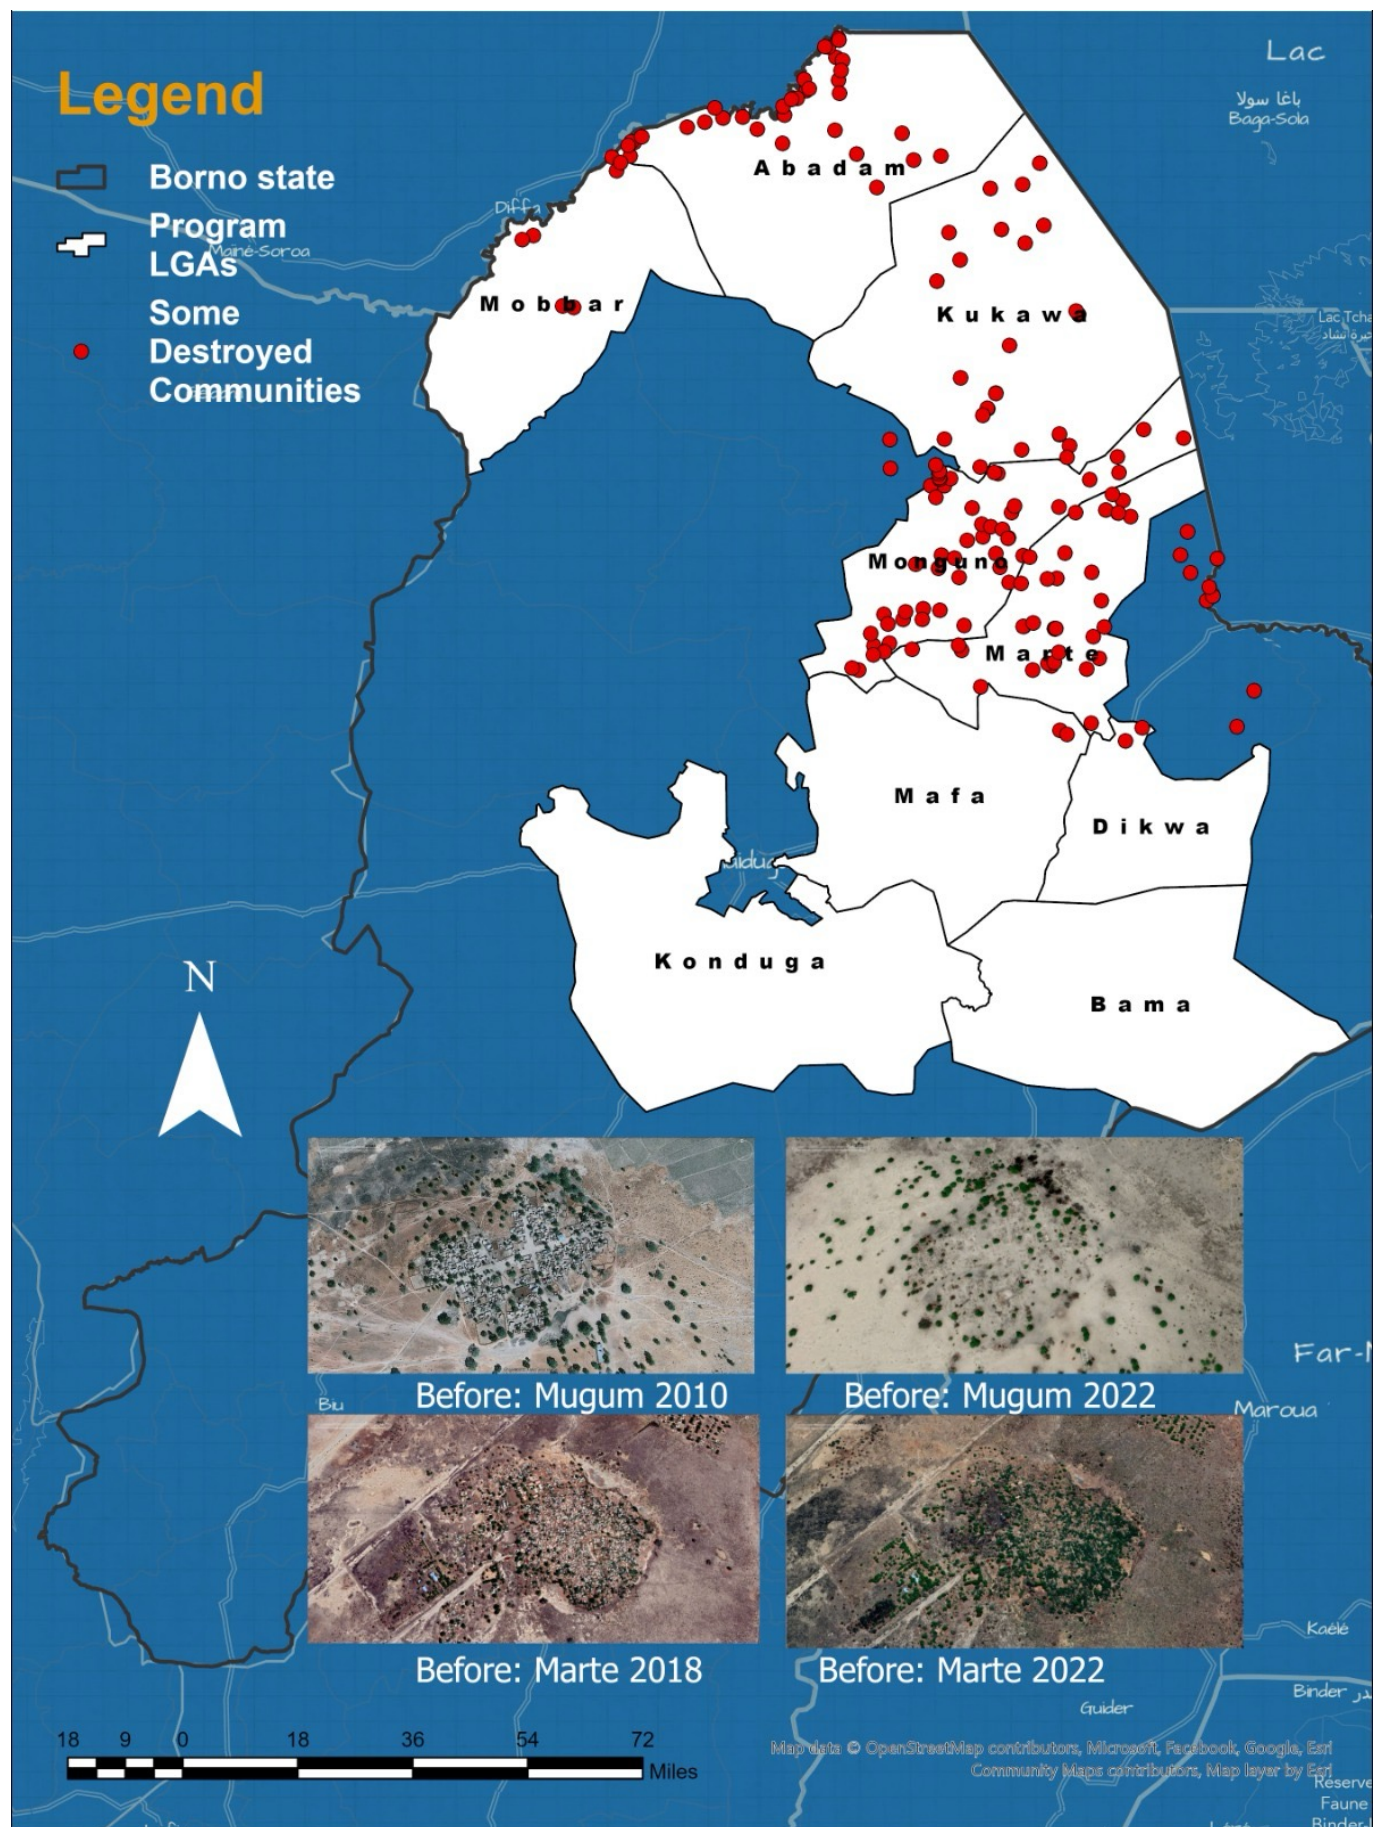 Legend
Borno state
Program
LGAs
Some
Destroyed
Communities
Lac
باغا سولا
Baga-Sola
Diffa
Maïné-Soroa
Abadam
Mobbar
Kukawa
Lac Tcha
Monguno
Marte
Mafa
Dikwa
aidug
Konduga
Bama
N
Far-N
Before: Mugum 2010
Before: Mugum 2022
Biu
Maroua
Before: Marte 2018
Before: Marte 2022
Kaélé
Binder
Guider
18 9 0 18 36 54 72
Miles
Map data © OpenStreetMap contributors, Microsoft, Facebook, Google, Esri
Community Maps contributors, Map layer by Esri
Reserve
Faune
Binder-L